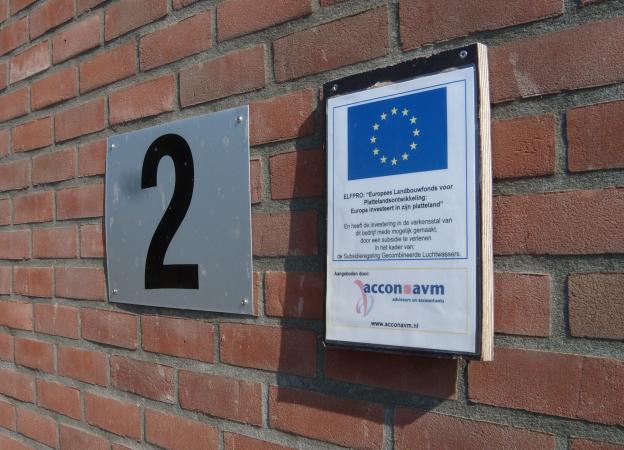 2
ELFPRO: "Europees Landbouwfonds voor
Plattelandsontwikkeling:
Europa investeert in zijn platteland"
En heeft de investering in de varkensstal van
dit bedrijf mede mogelijk gemaakt,
door een subsidie te verlenen
in het kader van:
de Subsidieregeling Gecombineerde Luchtwassers.
Aangeboden door:
accon avm
adviseurs en accountants
www.acconavm.nl